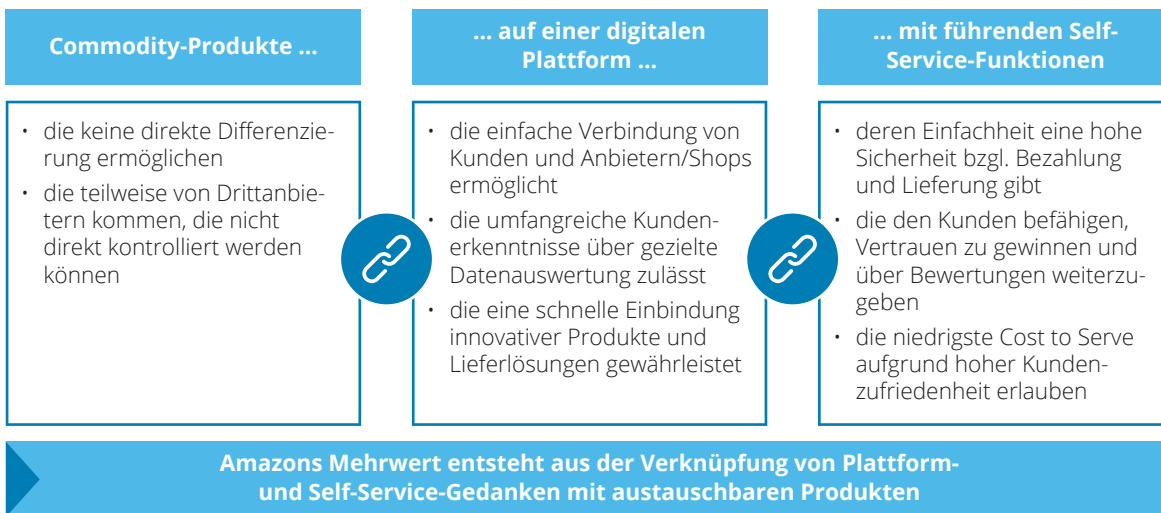 Commodity-Produkte ...
• die keine direkte Differenzie-
rung ermöglichen
• die teilweise von Drittanbie-
tern kommen, die nicht
direkt kontrolliert werden
können
... auf einer digitalen
Plattform ...
• die einfache Verbindung von
Kunden und Anbietern/Shops
ermöglicht
• die umfangreiche Kunden-
erkenntnisse über gezielte
Datenauswertung zulässt
• die eine schnelle Einbindung
innovativer Produkte und
Lieferlösungen gewährleistet
... mit führenden Self-
Service-Funktionen
• deren Einfachheit eine hohe
Sicherheit bzgl. Bezahlung
und Lieferung gibt
• die den Kunden befähigen,
Vertrauen zu gewinnen und
über Bewertungen weiterzu-
geben
• die niedrigste Cost to Serve
aufgrund hoher Kunden-
zufriedenheit erlauben
Amazons Mehrwert entsteht aus der Verknüpfung von Plattform-
und Self-Service-Gedanken mit austauschbaren Produkten